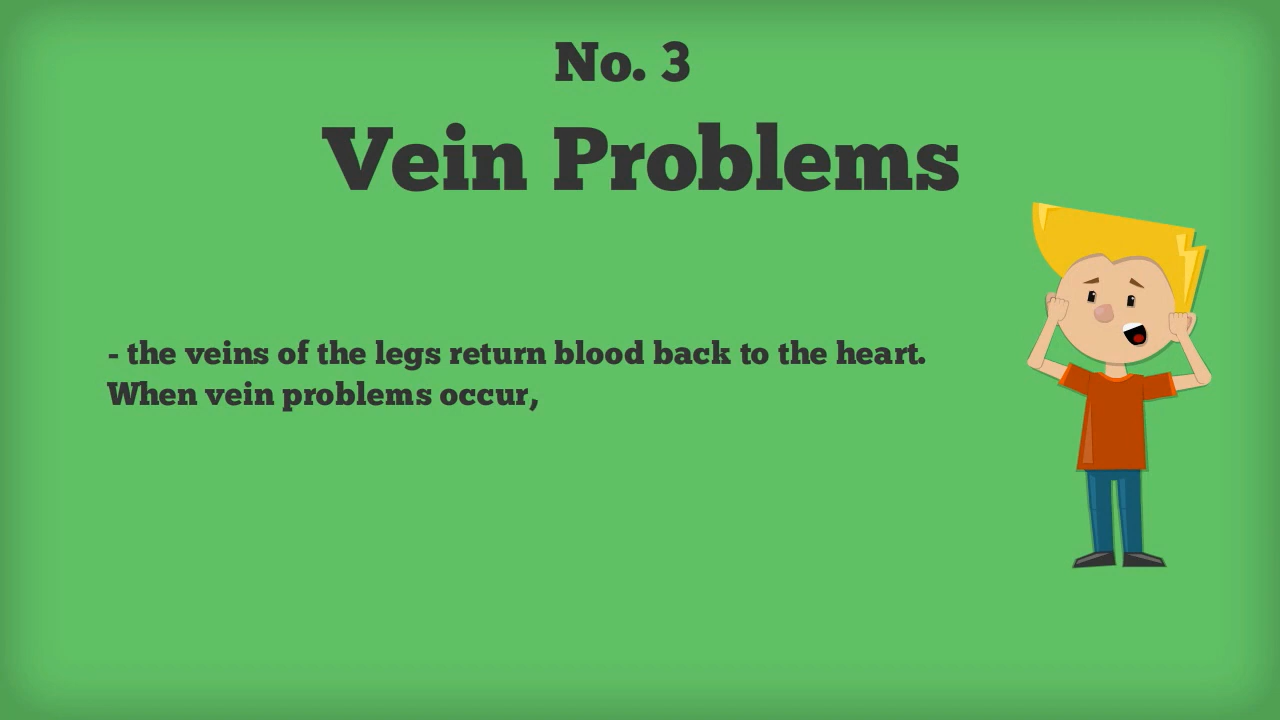 No. 3
Vein Problems
- the veins of the legs return blood back to the heart.
When vein problems occur,